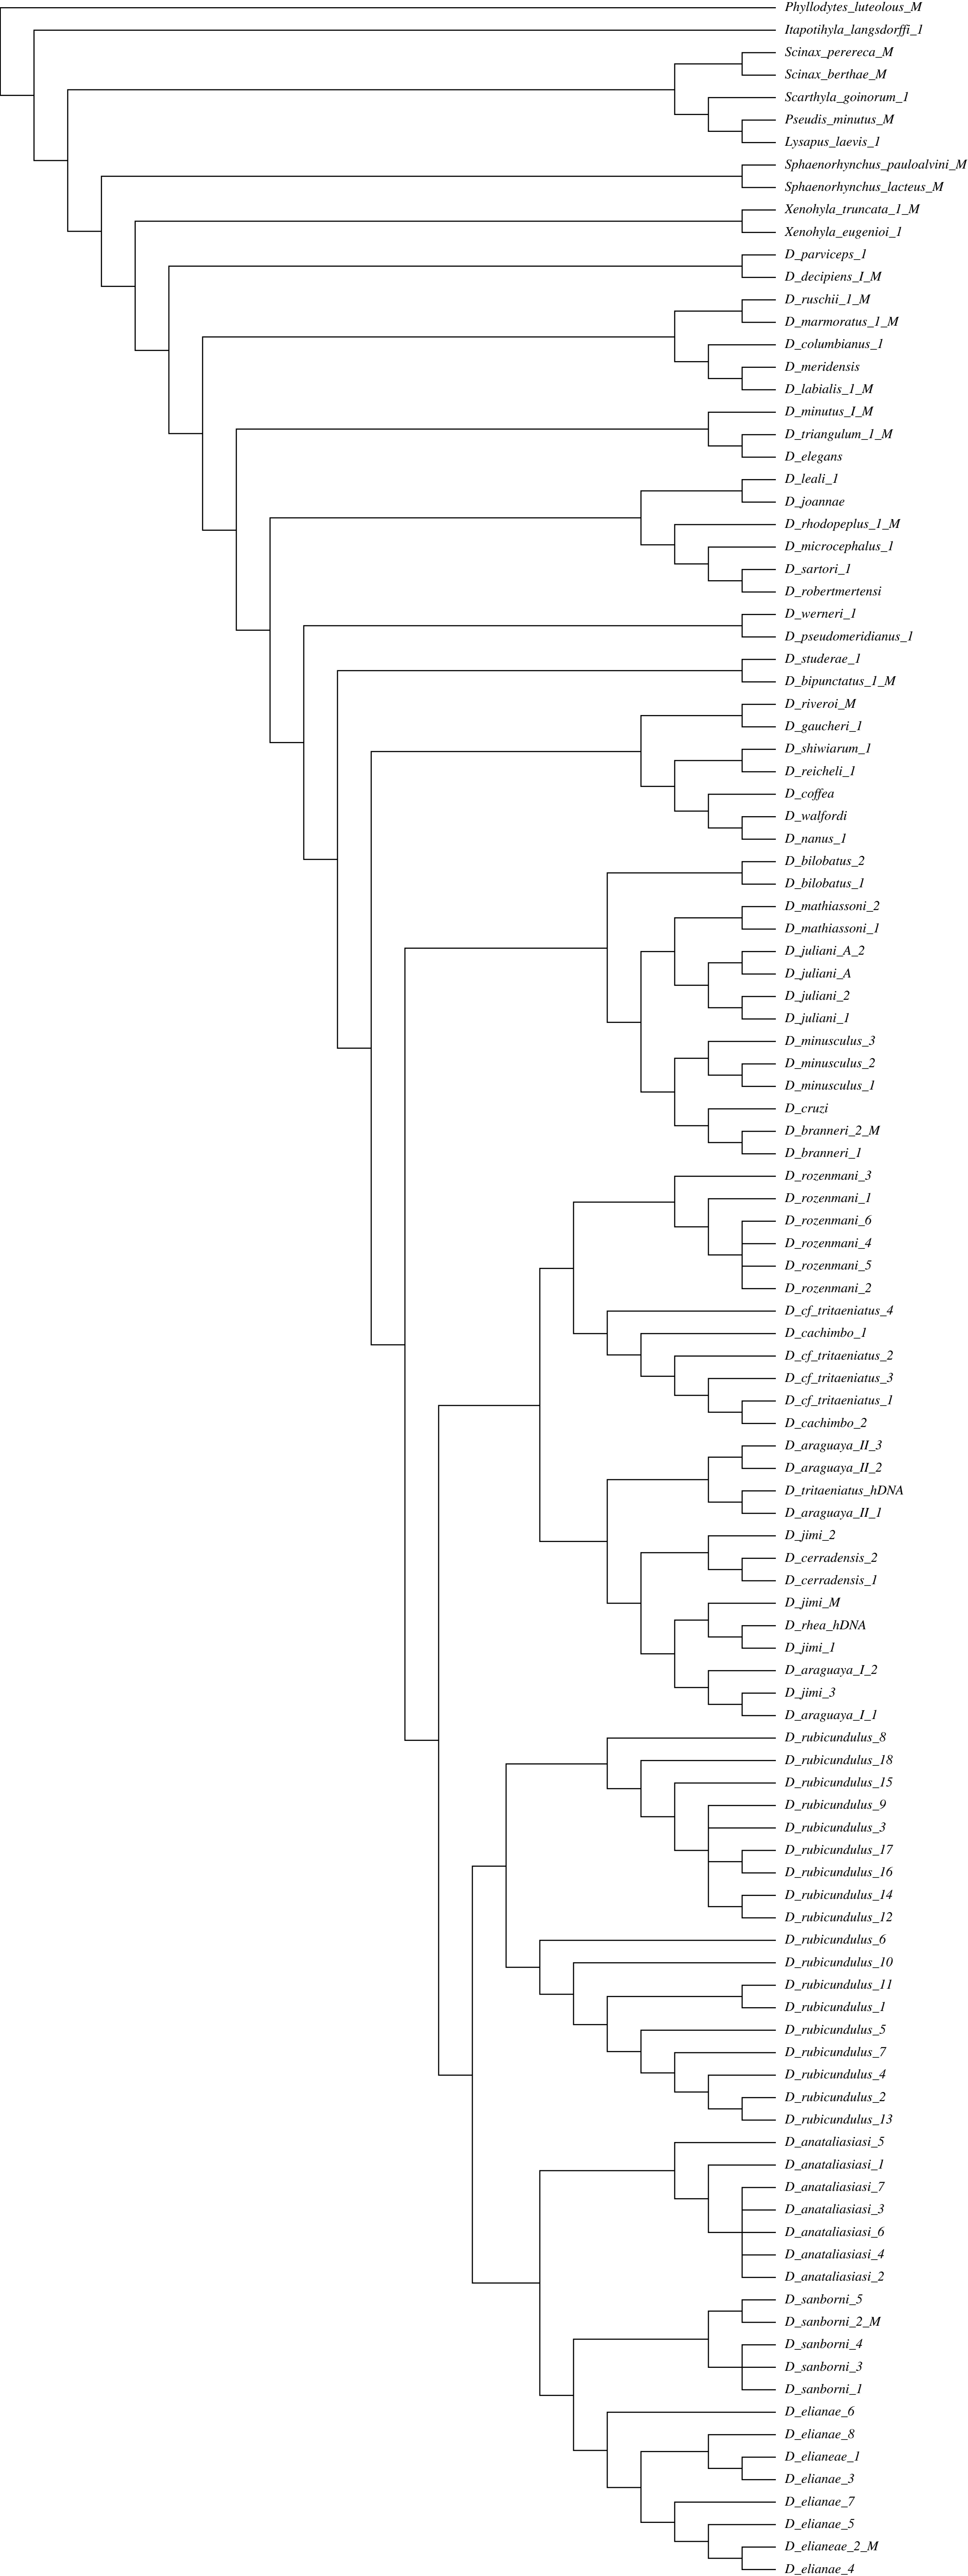 Phyllodytes_luteolous_M
Itapotihyla_langsdorffi_1
Scinax_perereca_M
Scinax_berthae_M
Scarthyla_goinorum_1
Pseudis_minutus_M
Lysapus_laevis_1
Sphaenorhynchus_pauloalvini_M
Sphaenorhynchus_lacteus_M
Xenohyla_truncata_1_M
Xenohyla_eugenioi_1
D_parviceps_1
D_decipiens_I_M
D_ruschii_1_M
D_marmoratus_1_M
D_columbianus_1
D_meridensis
D_labialis_1_M
D_minutus_I_M
D_triangulum_1_M
D_elegans
D_leali_1
D_joannae
D_rhodopeplus_1_M
D_microcephalus_1
D_sartori_1
D_robertmertensi
D_werneri_1
D_pseudomeridianus_1
D_studerae_1
D_bipunctatus_1_M
D_riveroi_M
D_gaucheri_1
D_shiwiarum_1
D_reicheli_1
D_coffea
D_walfordi
D_nanus_1
D_bilobatus_2
D_bilobatus_1
D_mathiassoni_2
D_mathiassoni_1
D_juliani_A_2
D_juliani_A
D_juliani_2
D_juliani_1
D_minusculus_3
D_minusculus_2
D_minusculus_1
D_cruzi
D_branneri_2_M
D_branneri_1
D_rozenmani_3
D_rozenmani_1
D_rozenmani_6
D_rozenmani_4
D_rozenmani_5
D_rozenmani_2
D_cf_tritaeniatus_4
D_cachimbo_1
D_cf_tritaeniatus_2
D_cf_tritaeniatus_3
D_cf_tritaeniatus_1
D_cachimbo_2
D_araguaya_II_3
D_araguaya_II_2
D_tritaeniatus_hDNA
D_araguaya_II_1
D_jimi_2
D_cerradensis_2
D_cerradensis_1
D_jimi_M
D_rhea_hDNA
D_jimi_1
D_araguaya_I_2
D_jimi_3
D_araguaya_I_1
D_rubicundulus_8
D_rubicundulus_18
D_rubicundulus_15
D_rubicundulus_9
D_rubicundulus_3
D_rubicundulus_17
D_rubicundulus_16
D_rubicundulus_14
D_rubicundulus_12
D_rubicundulus_6
D_rubicundulus_10
D_rubicundulus_11
D_rubicundulus_1
D_rubicundulus_5
D_rubicundulus_7
D_rubicundulus_4
D_rubicundulus_2
D_rubicundulus_13
D_anataliasiasi_5
D_anataliasiasi_1
D_anataliasiasi_7
D_anataliasiasi_3
D_anataliasiasi_6
D_anataliasiasi_4
D_anataliasiasi_2
D_sanborni_5
D_sanborni_2_M
D_sanborni_4
D_sanborni_3
D_sanborni_1
D_elianae_6
D_elianae_8
D_elianeae_1
D_elianae_3
D_elianae_7
D_elianae_5
D_elianeae_2_M
D_elianae_4